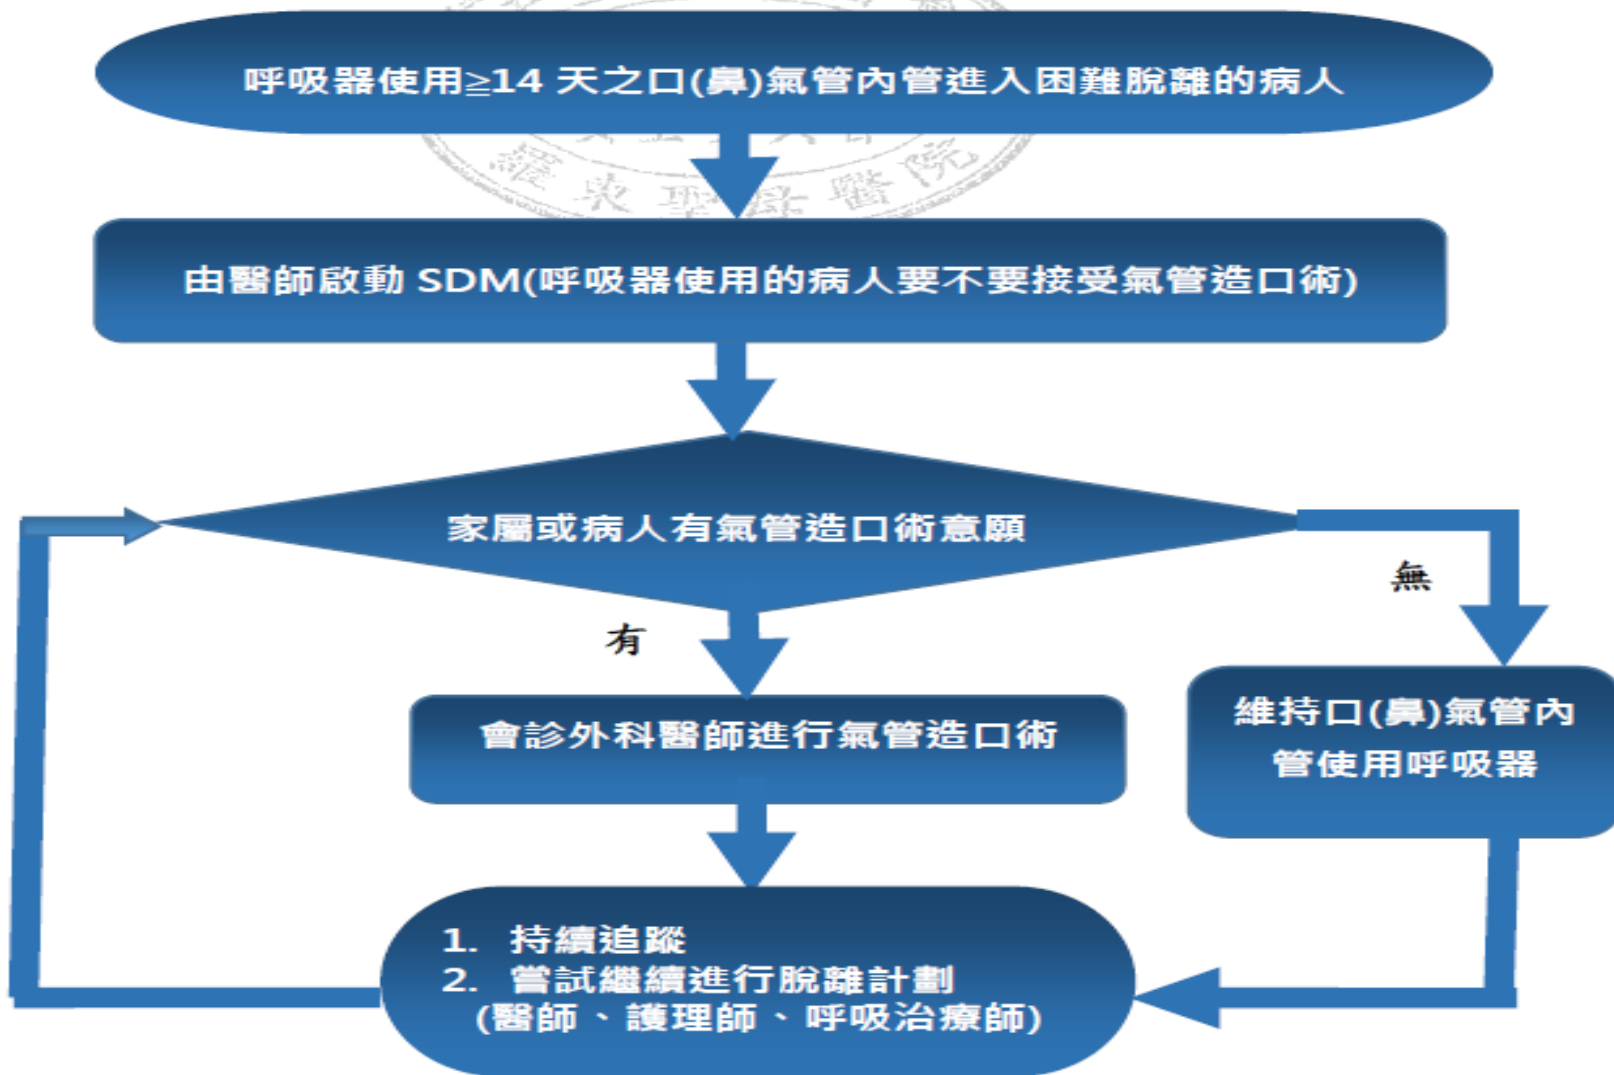 呼吸器使用≧14 天之口(鼻)氣管內管進入困難脫離的病人
羅東聖母醫院
由醫師啟動 SDM(呼吸器使用的病人要不要接受氣管造口術)
家屬或病人有氣管造口術意願
無
有
會診外科醫師進行氣管造口術
維持口(鼻)氣管內
管使用呼吸器
1. 持續追蹤
2. 嘗試繼續進行脫離計劃
(醫師、護理師、呼吸治療師)